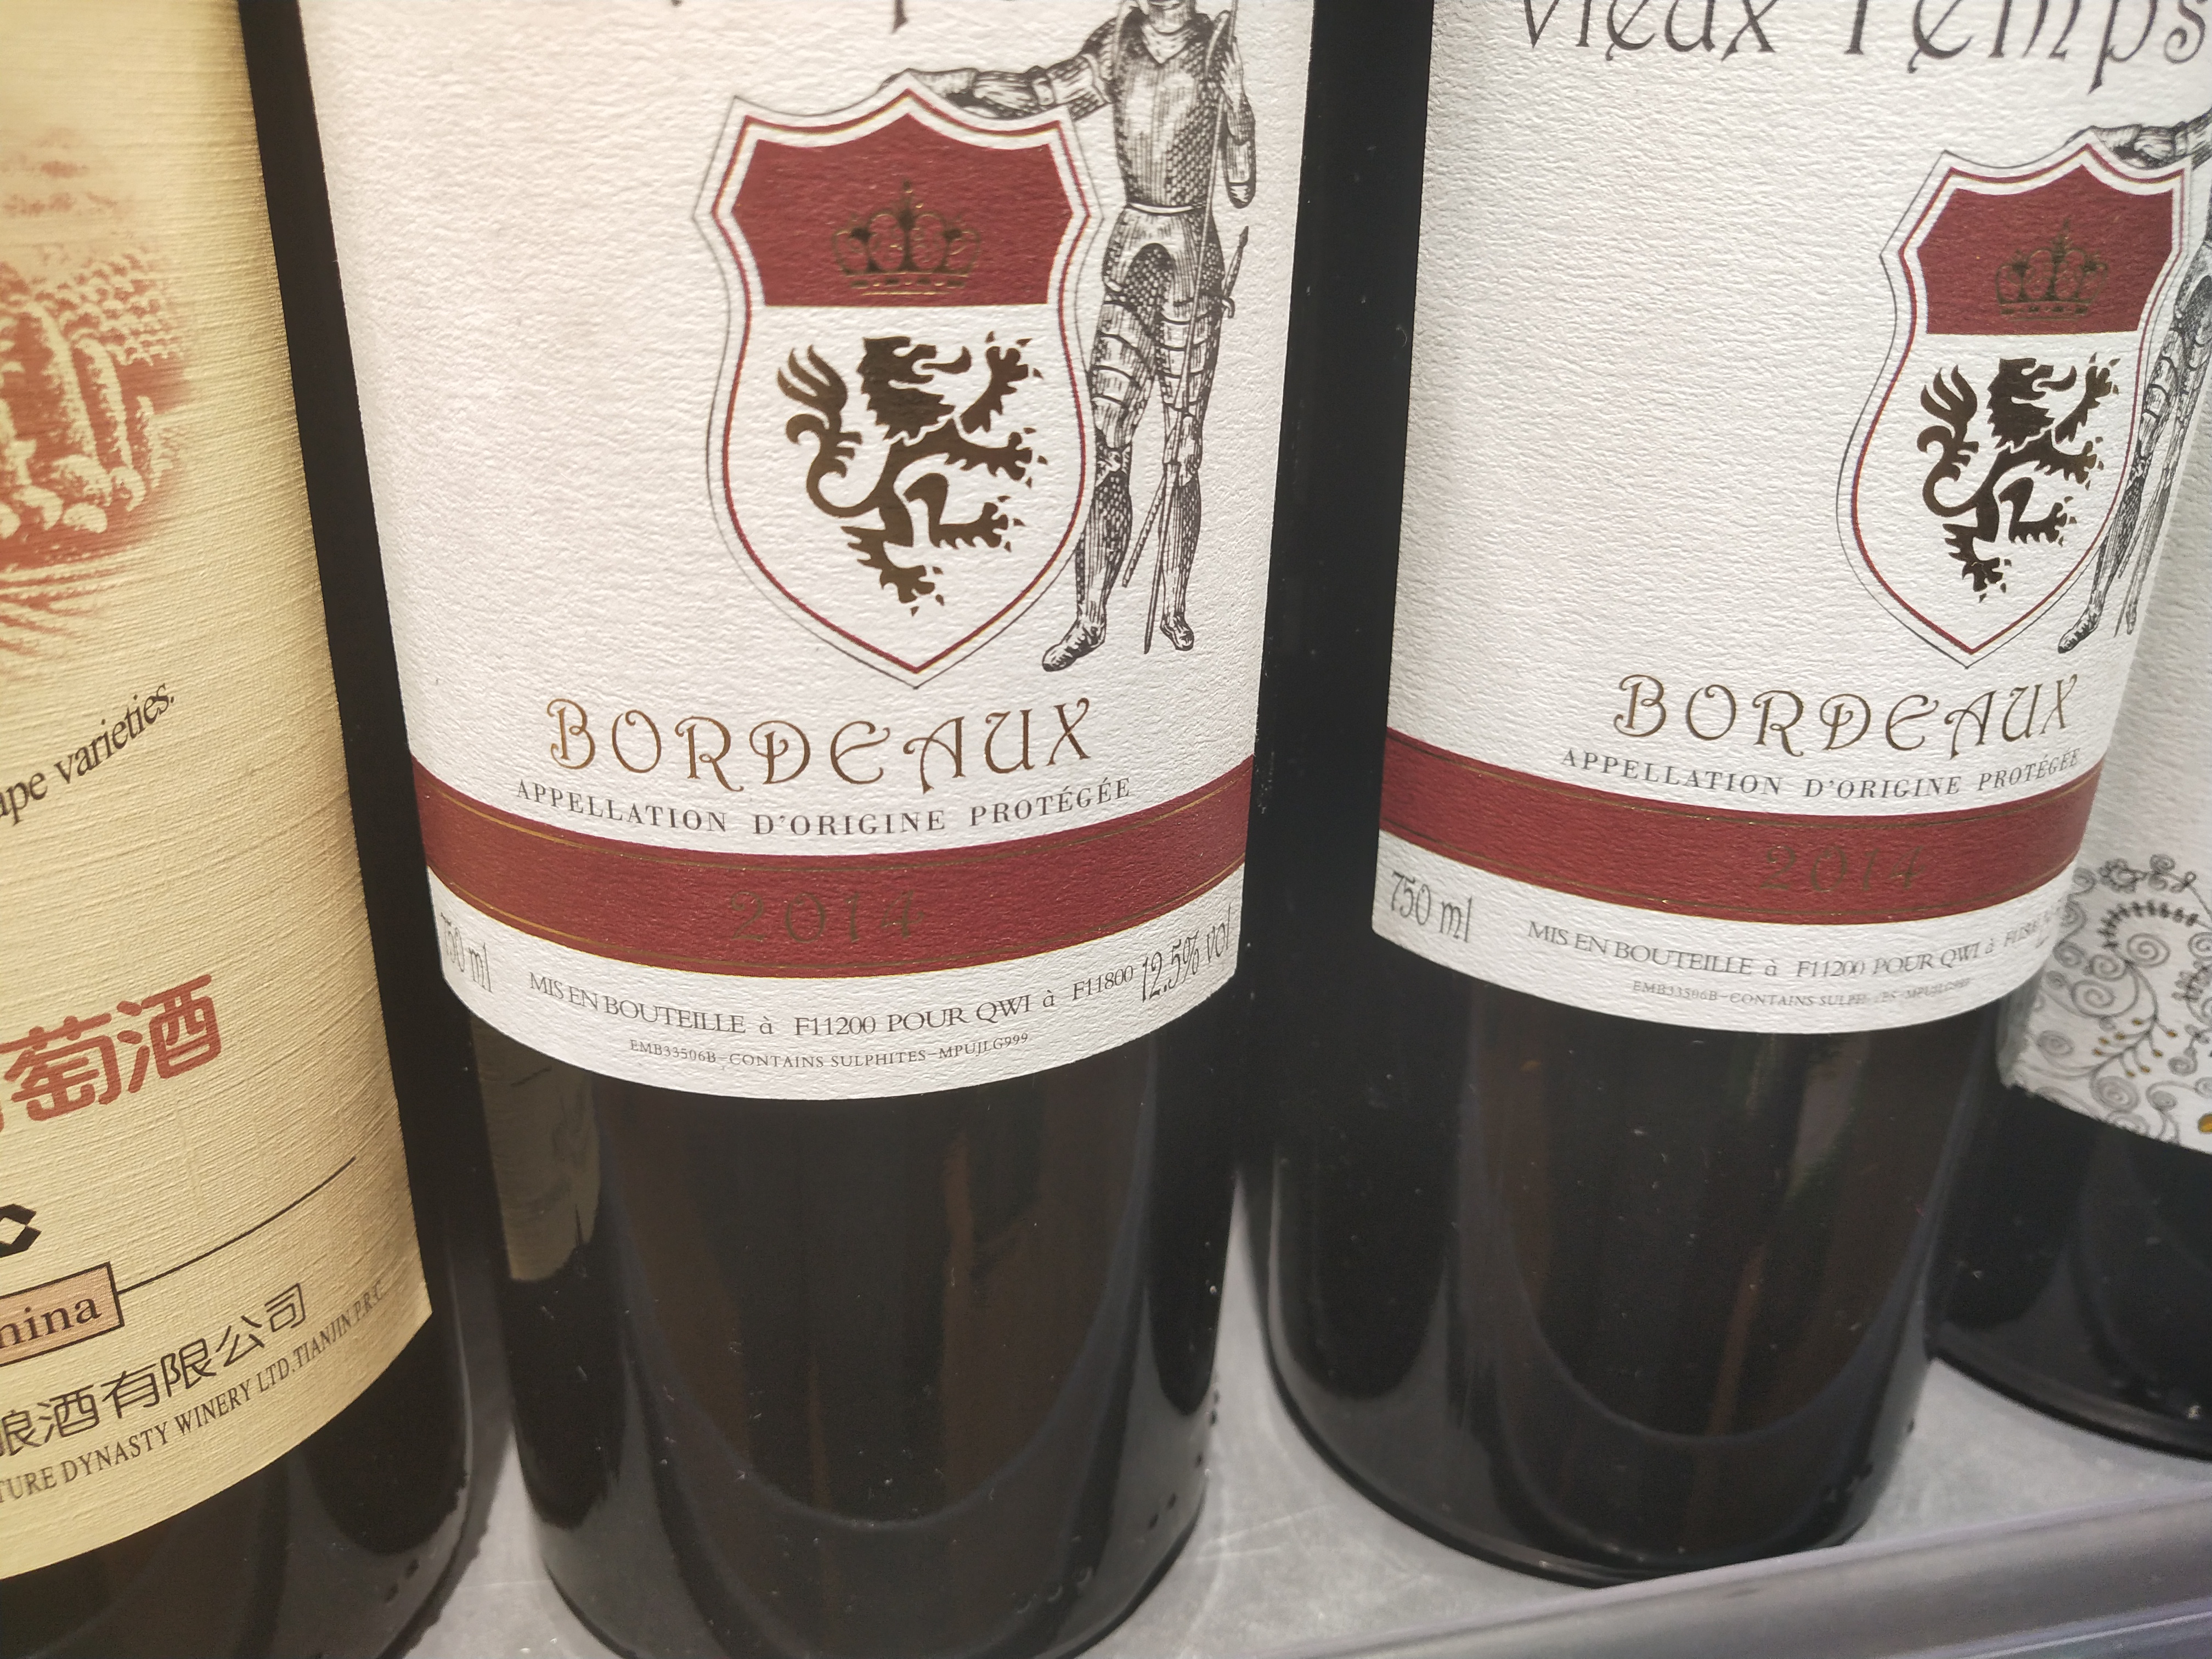 ape varieties.
萄酒
hina
酿酒有限公司
TURE DYNASTY WINERY LTD.TIANJIN P.R.C.
BORDEAUX
APPELLATION D'ORIGINE PROTÉGÉE
2014
750 ml
12.5% vol
MIS EN BOUTEILLE à F11200 POUR QWI à F11800
EMB33506B-CONTAINS SULPHITES-MPUJLG999
Vieux Temps
BORDEAUX
APPELLATION D'ORIGINE PROTÉGÉE
2014
750 ml
MIS EN BOUTEILLE à F11200 POUR QWI à
EMB33506B-CONTAINS